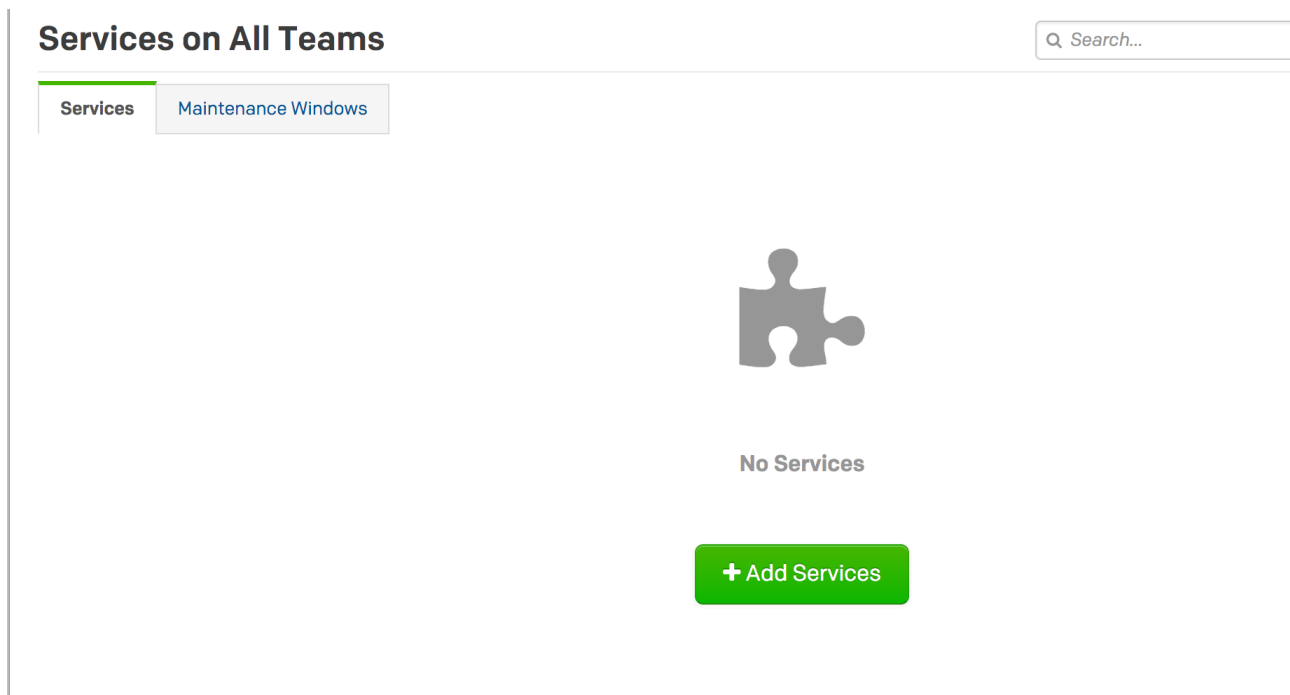 Services on All Teams
Search...
Services
Maintenance Windows
No Services
+ Add Services